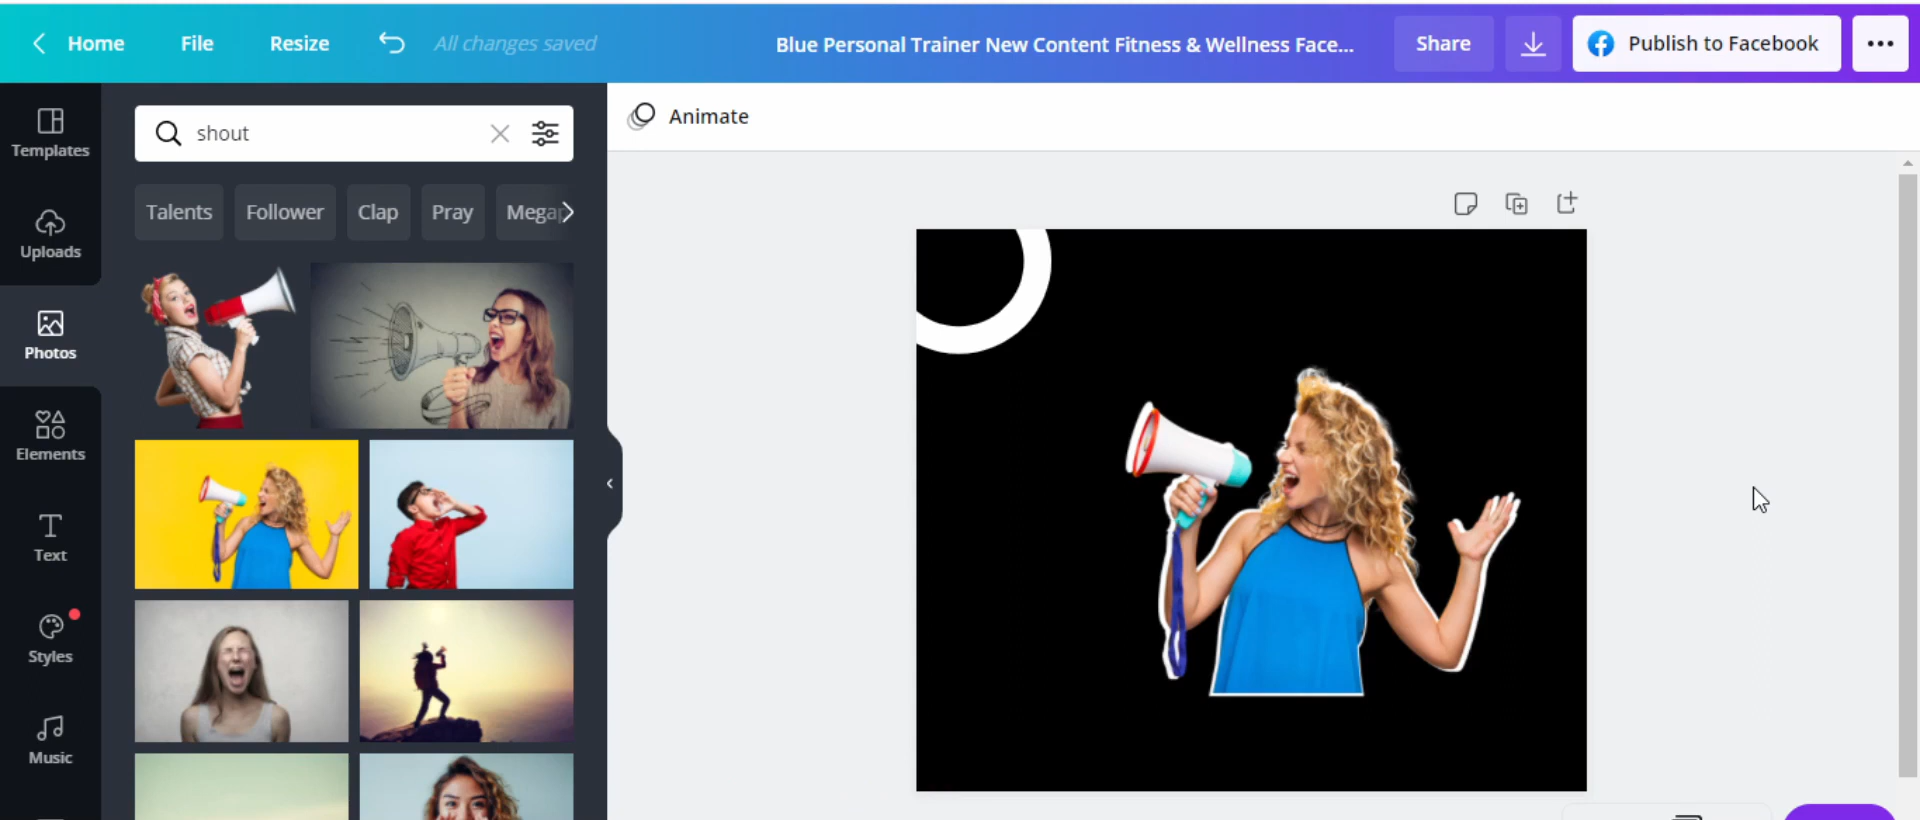 Home File Resize All changes saved Blue Personal Trainer New Content Fitness & Wellness Face... Share Publish to Facebook
Templates
Uploads
Photos
Elements
Text
Styles
Music
shout
Talents Follower Clap Pray
Animate